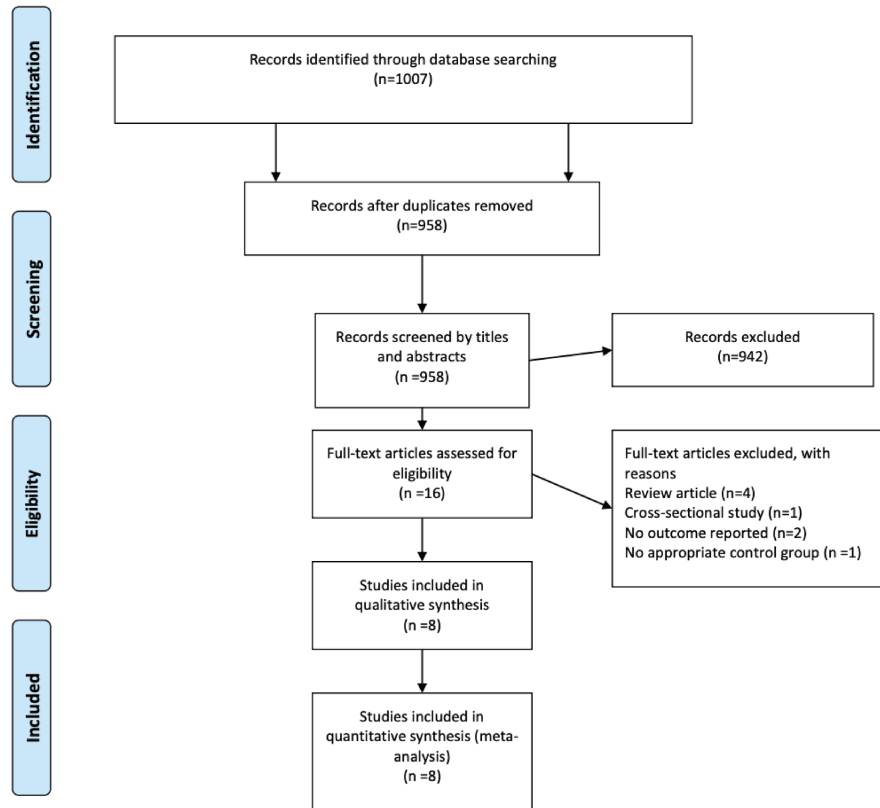 Identification
Records identified through database searching
(n=1007)
Records after duplicates removed
(n=958)
Screening
Records screened by titles
and abstracts
(n =958)
Records excluded
(n=942)
Eligibility
Full-text articles assessed for
eligibility
(n =16)
Full-text articles excluded, with
reasons
Review article (n=4)
Cross-sectional study (n=1)
No outcome reported (n=2)
No appropriate control group (n =1)
Studies included in
qualitative synthesis
(n =8)
Included
Studies included in
quantitative synthesis (meta-
analysis)
(n =8)